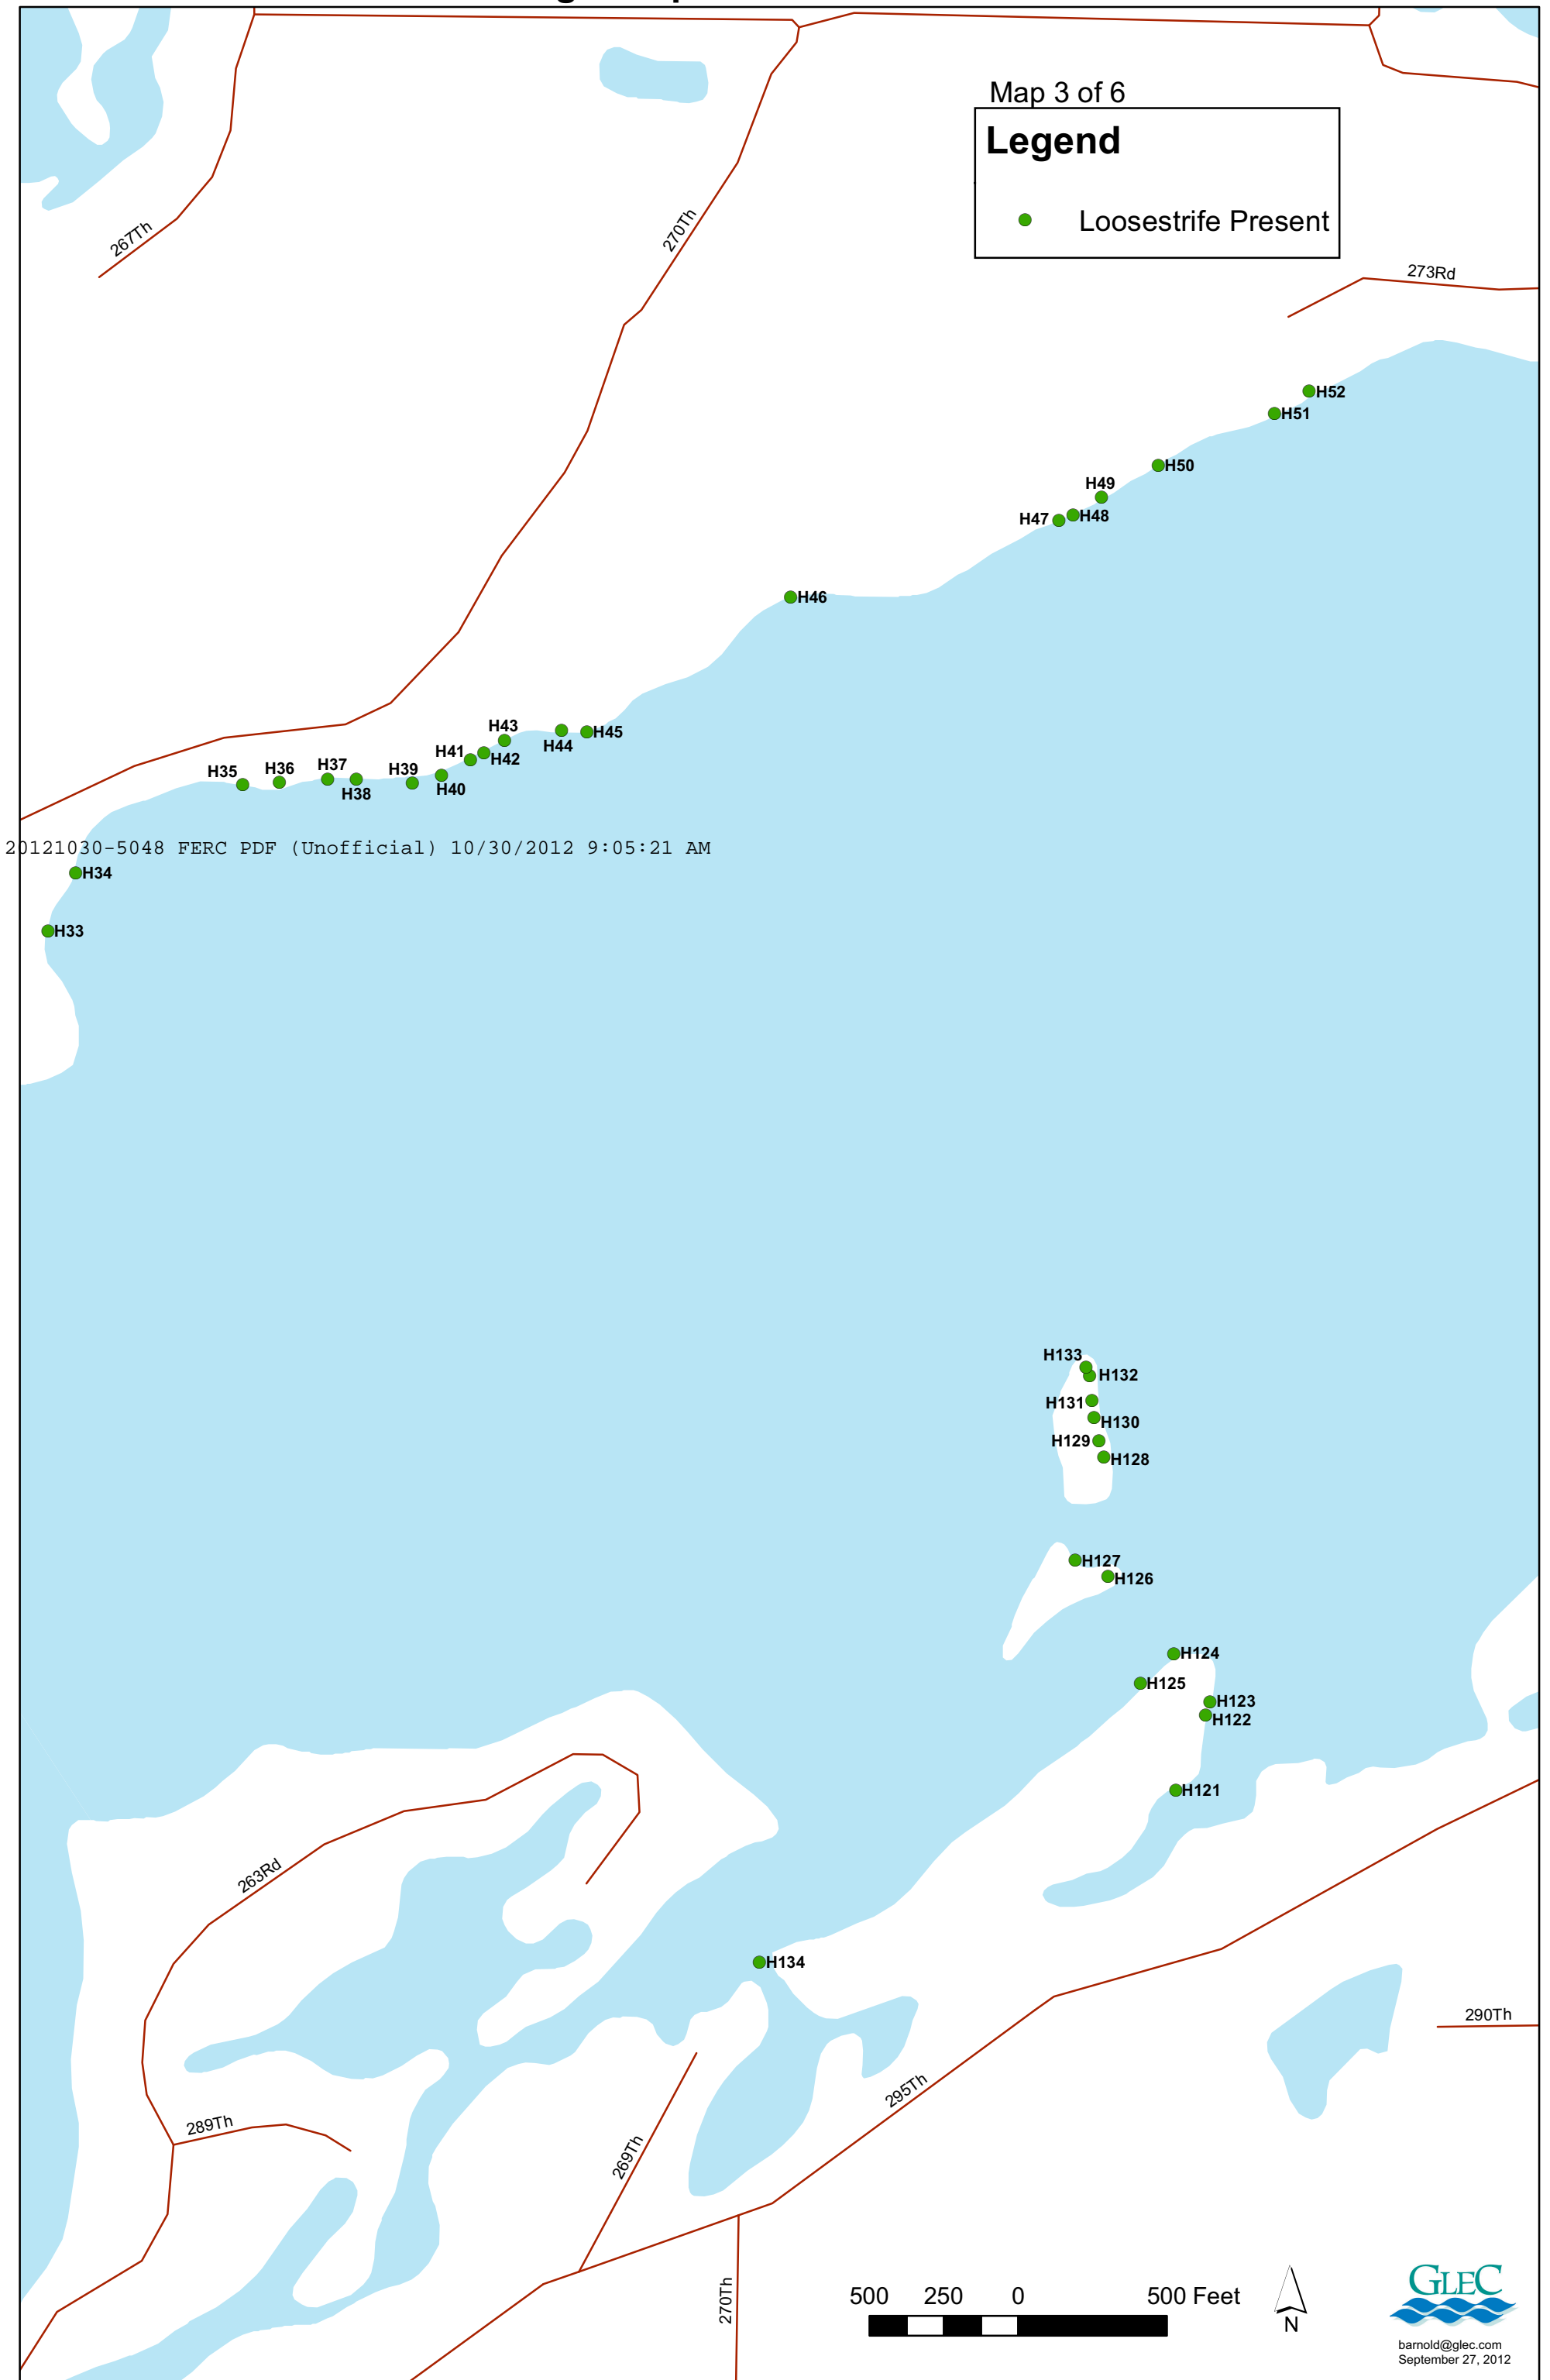 Map 3 of 6
Legend
Loosestrife Present
267Th
270Th
273Rd
H52
H51
H50
H49
H48
H47
H46
H45
H44
H43
H42
H41
H40
H39
H38
H37
H36
H35
20121030-5048 FERC PDF (Unofficial) 10/30/2012 9:05:21 AM
H34
H33
H133
H132
H131
H130
H129
H128
H127
H126
H124
H125
H123
H122
H121
263Rd
H134
290Th
295Th
289Th
269Th
270Th
500 250 0 500 Feet
N
GLEC
barnold@glec.com
September 27, 2012